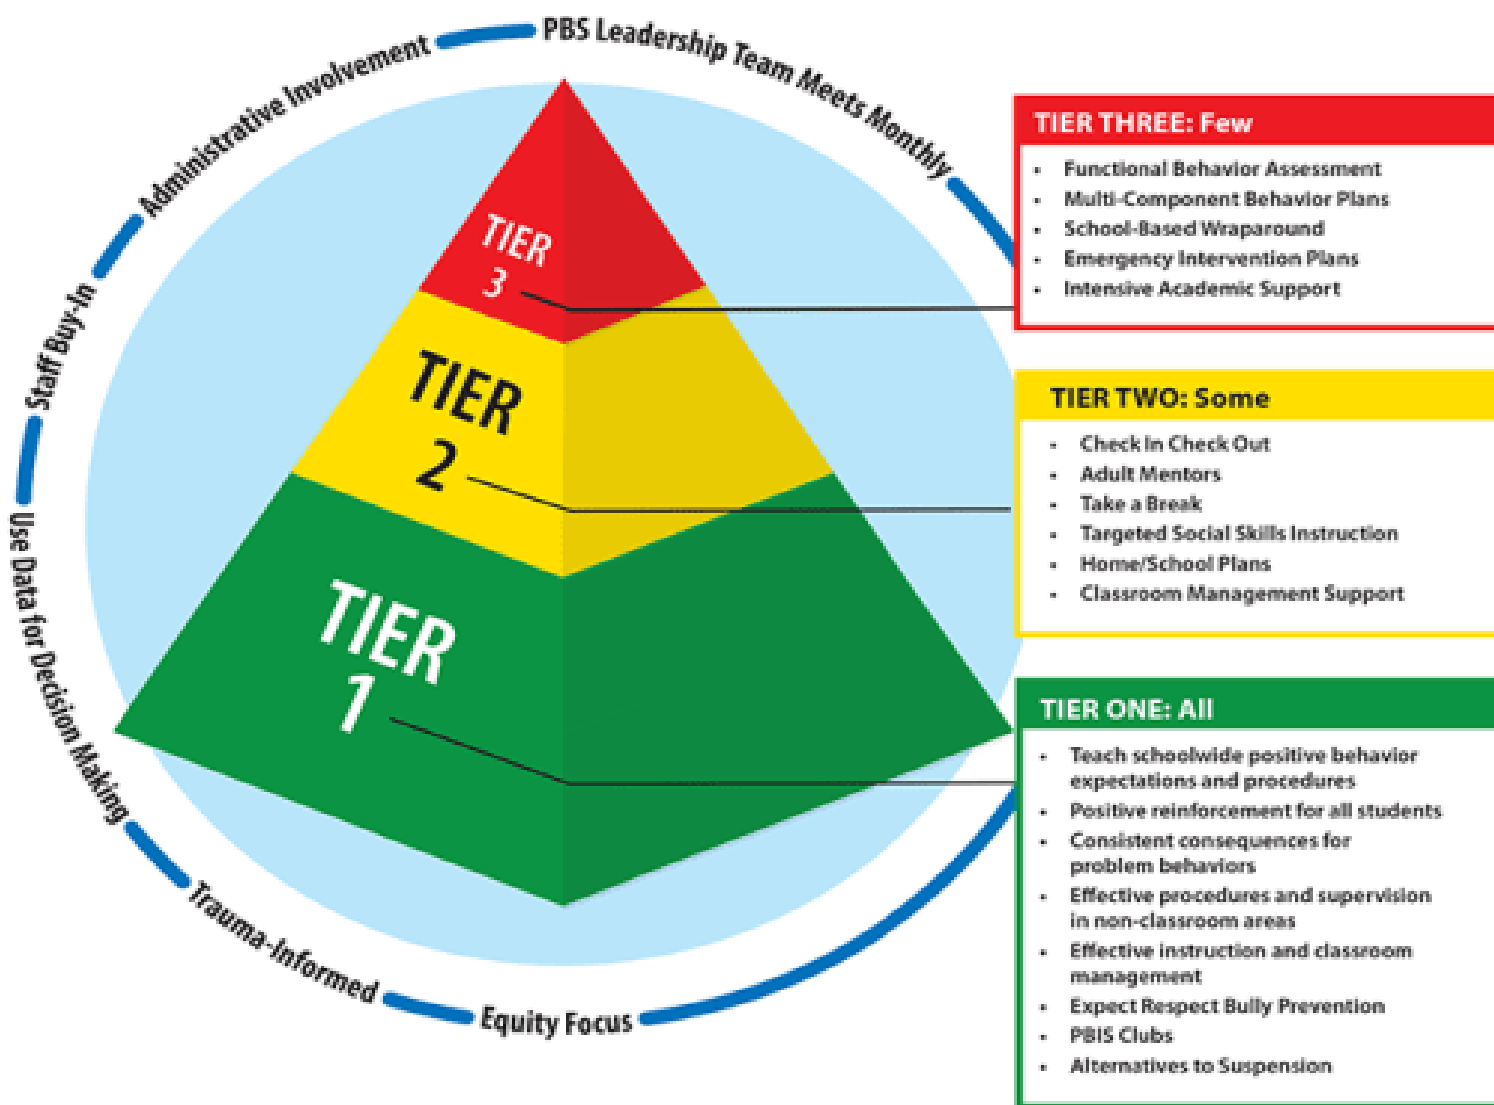 PBS Leadership Team Meets Monthly
Administrative Involvement
Staff Buy-In
Use Data for Decision Making
Trauma-Informed
Equity Focus
TIER
3
TIER
2
TIER
1
TIER THREE: Few
• Functional Behavior Assessment
• Multi-Component Behavior Plans
• School-Based Wraparound
• Emergency Intervention Plans
• Intensive Academic Support
TIER TWO: Some
• Check In Check Out
• Adult Mentors
• Take a Break
• Targeted Social Skills Instruction
• Home/School Plans
• Classroom Management Support
TIER ONE: All
• Teach schoolwide positive behavior
expectations and procedures
• Positive reinforcement for all students
• Consistent consequences for
problem behaviors
• Effective procedures and supervision
in non-classroom areas
• Effective instruction and classroom
management
• Expect Respect Bully Prevention
• PBIS Clubs
• Alternatives to Suspension